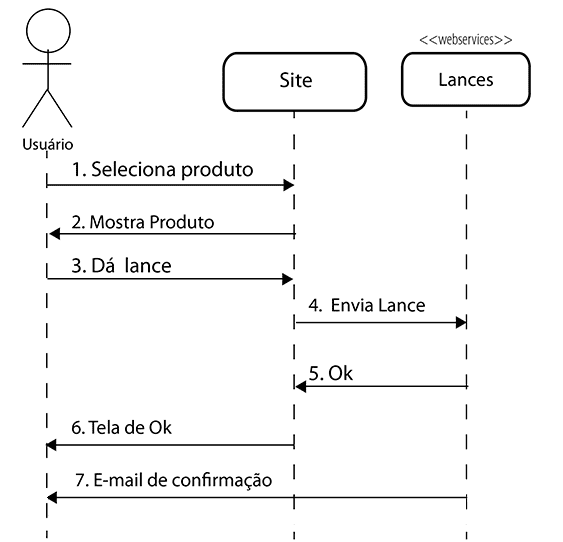 <<webservices>>
Site
Lances
Usuário
1. Seleciona produto
2. Mostra Produto
3. Dá lance
4. Envia Lance
5. Ok
6. Tela de Ok
7. E-mail de confirmação